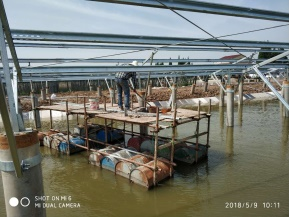 SHOT ON MI 6
MI DUAL CAMERA
2018/5/9 10:11